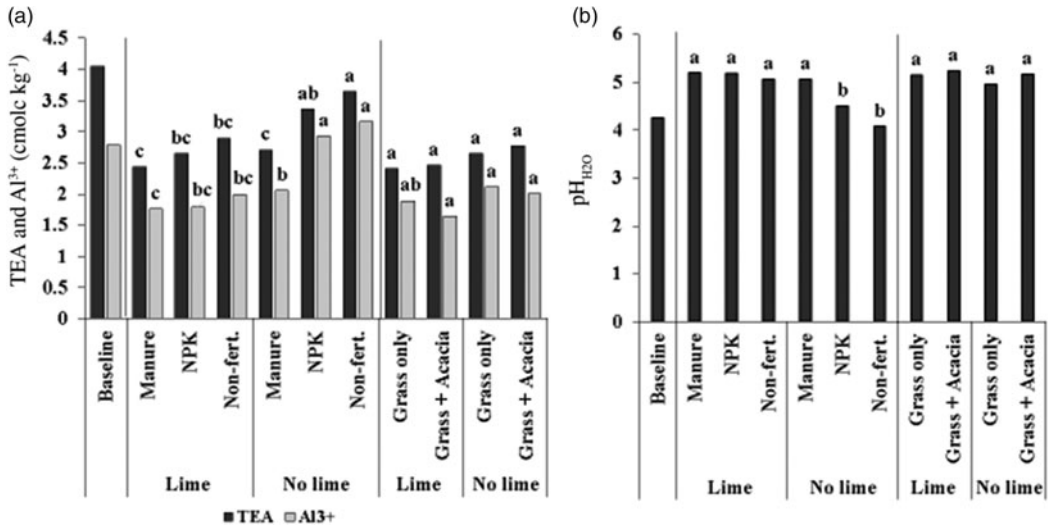 (a)
TEA and Al³⁺ (cmolc kg⁻¹)
4.5
4
3.5
3
2.5
2
1.5
1
0.5
0
c c
bc bc
bc bc
c b
ab a
a a
a ab
a a
a a
a a
Baseline
Manure
NPK
Non-fert.
Manure
NPK
Non-fert.
Grass only
Grass + Acacia
Grass only
Grass + Acacia
Lime
No lime
Lime
No lime
TEA Al3+
(b)
pH_H2O
6
5
4
3
2
1
0
a a a a b b a a a a
Baseline
Manure
NPK
Non-fert.
Manure
NPK
Non-fert.
Grass only
Grass + Acacia
Grass only
Grass + Acacia
Lime
No lime
Lime
No lime